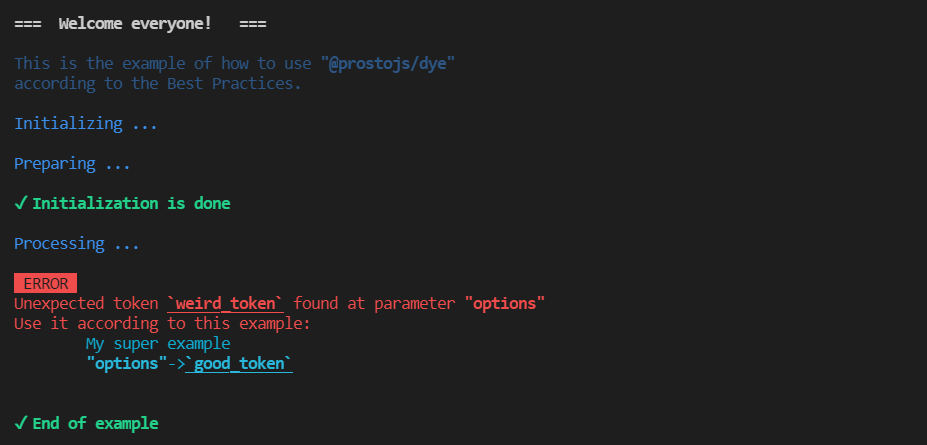 === Welcome everyone! ===
This is the example of how to use "@prostojs/dye"
according to the Best Practices.
Initializing ...
Preparing ...
✓ Initialization is done
Processing ...
ERROR
Unexpected token `weird_token` found at parameter "options"
Use it according to this example:
My super example
"options"->`good_token`
✓ End of example